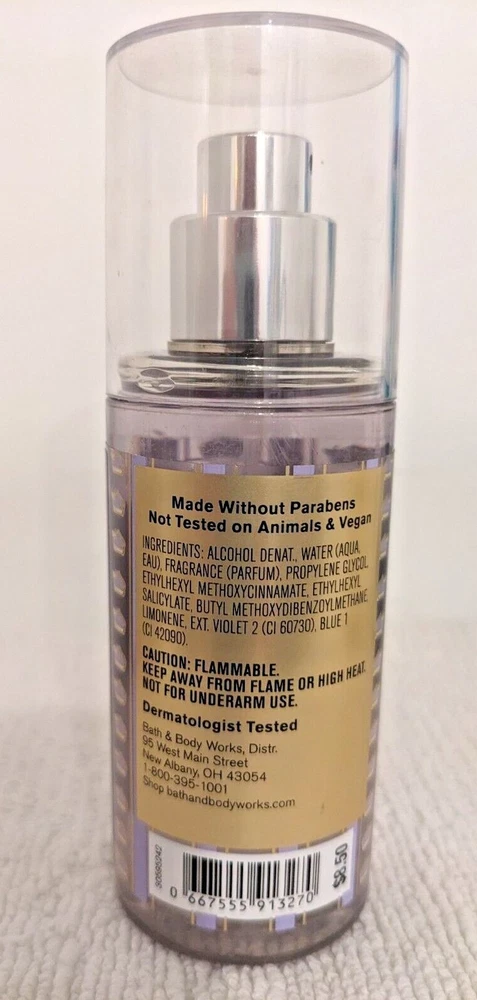 Made Without Parabens
Not Tested on Animals & Vegan
INGREDIENTS: ALCOHOL DENAT., WATER (AQUA,
EAU), FRAGRANCE (PARFUM), PROPYLENE GLYCOL,
ETHYLHEXYL METHOXYCINNAMATE, ETHYLHEXYL
SALICYLATE, BUTYL METHOXYDIBENZOYLMETHANE,
LIMONENE, EXT. VIOLET 2 (CI 60730), BLUE 1
(CI 42090).
CAUTION: FLAMMABLE.
KEEP AWAY FROM FLAME OR HIGH HEAT.
NOT FOR UNDERARM USE.
Dermatologist Tested
Bath & Body Works, Distr.
95 West Main Street
New Albany, OH 43054
1-800-395-1001
Shop bathandbodyworks.com
$8.50
0 667555 913270